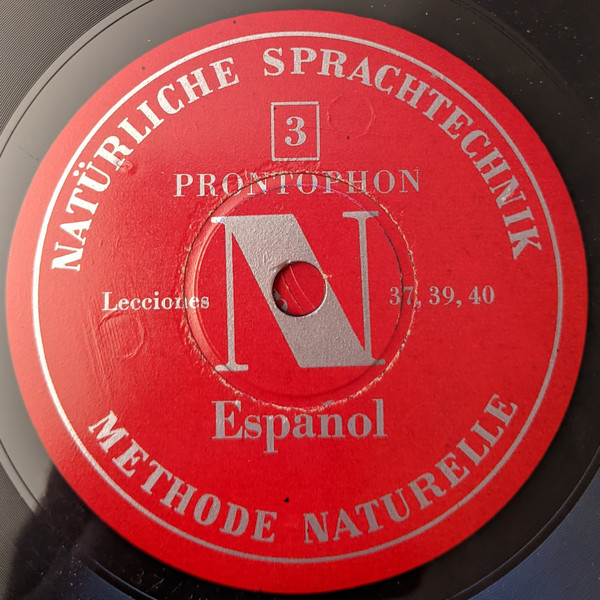 NATÜRLICHE SPRACHTECHNIK
3
PRONTOPHON
N
Lecciones 37, 39, 40
Espanol
METHODE NATURELLE